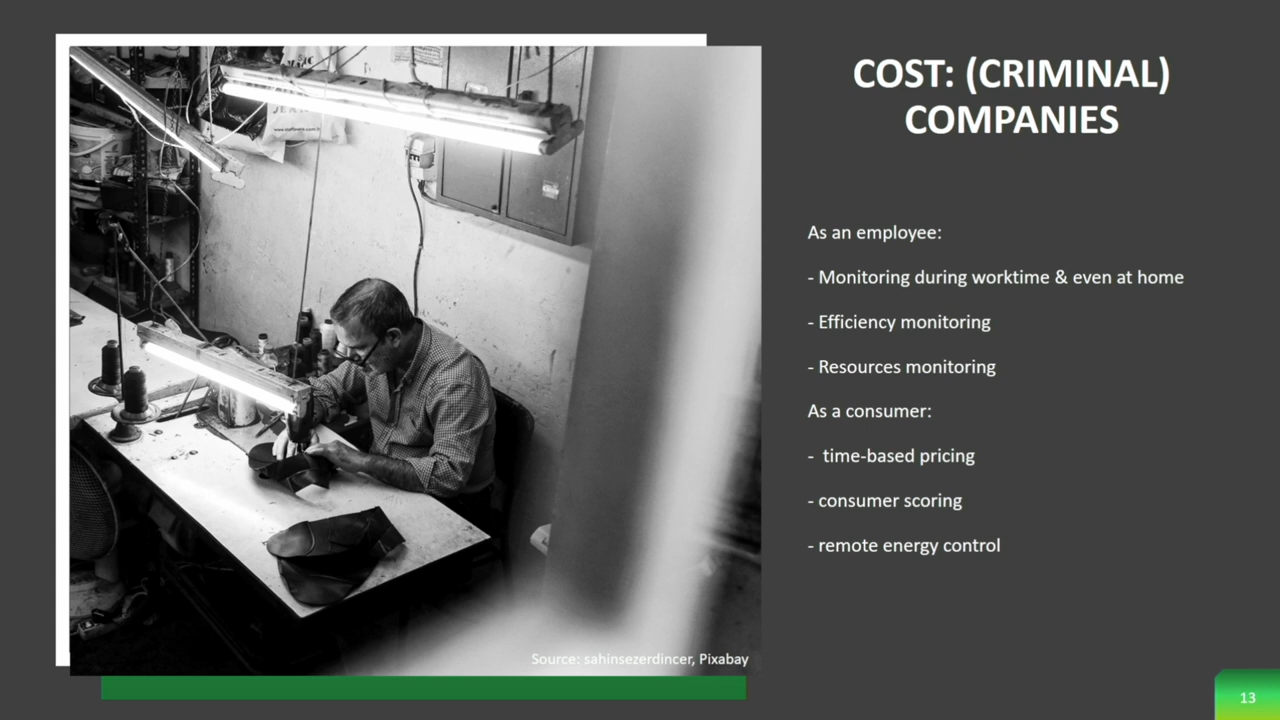 COST: (CRIMINAL)
COMPANIES
As an employee:
- Monitoring during worktime & even at home
- Efficiency monitoring
- Resources monitoring
As a consumer:
-  time-based pricing
- consumer scoring
- remote energy control
Source: sahinsezerdincer, Pixabay
13